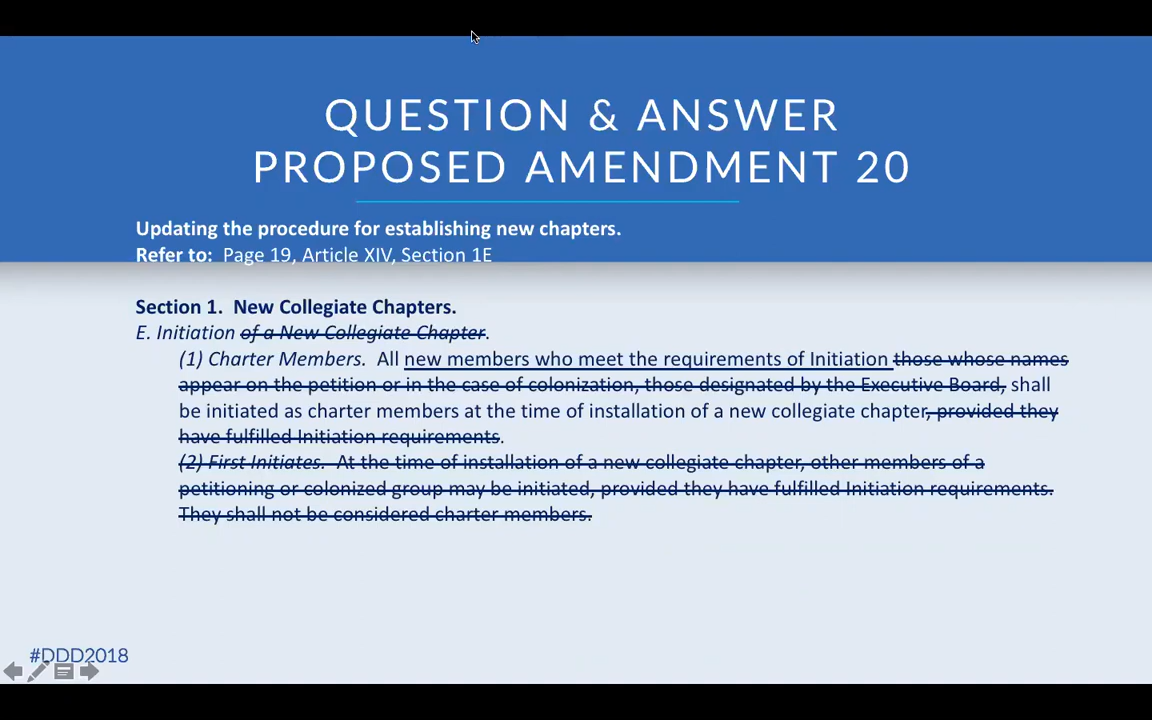 QUESTION & ANSWER
PROPOSED AMENDMENT 20
Updating the procedure for establishing new chapters.
Refer to: Page 19, Article XIV, Section 1E
Section 1. New Collegiate Chapters.
E. Initiation of a New Collegiate Chapter.
(1) Charter Members. All new members who meet the requirements of Initiation those whose names
appear on the petition or in the case of colonization, those designated by the Executive Board, shall
be initiated as charter members at the time of installation of a new collegiate chapter, provided they
have fulfilled Initiation requirements.
(2) First Initiates. At the time of installation of a new collegiate chapter, other members of a
petitioning or colonized group may be initiated, provided they have fulfilled Initiation requirements.
They shall not be considered charter members.
#DDD2018